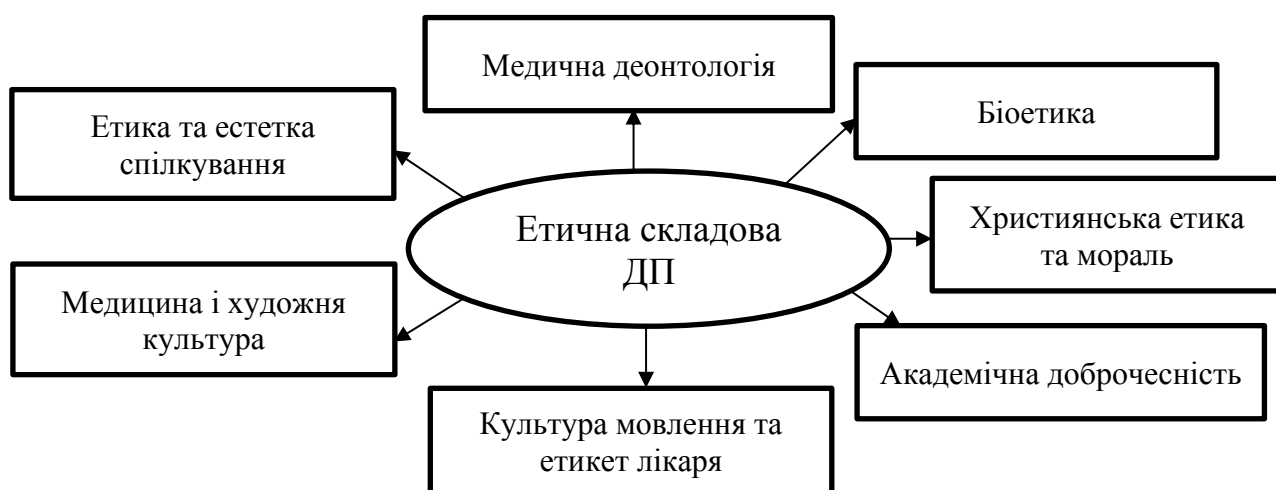 Медична деонтологія
Біоетика
Етика та естетка
спілкування
Християнська етика
та мораль
Етична складова
ДП
Медицина і художня
культура
Академічна доброчесність
Культура мовлення та
етикет лікаря